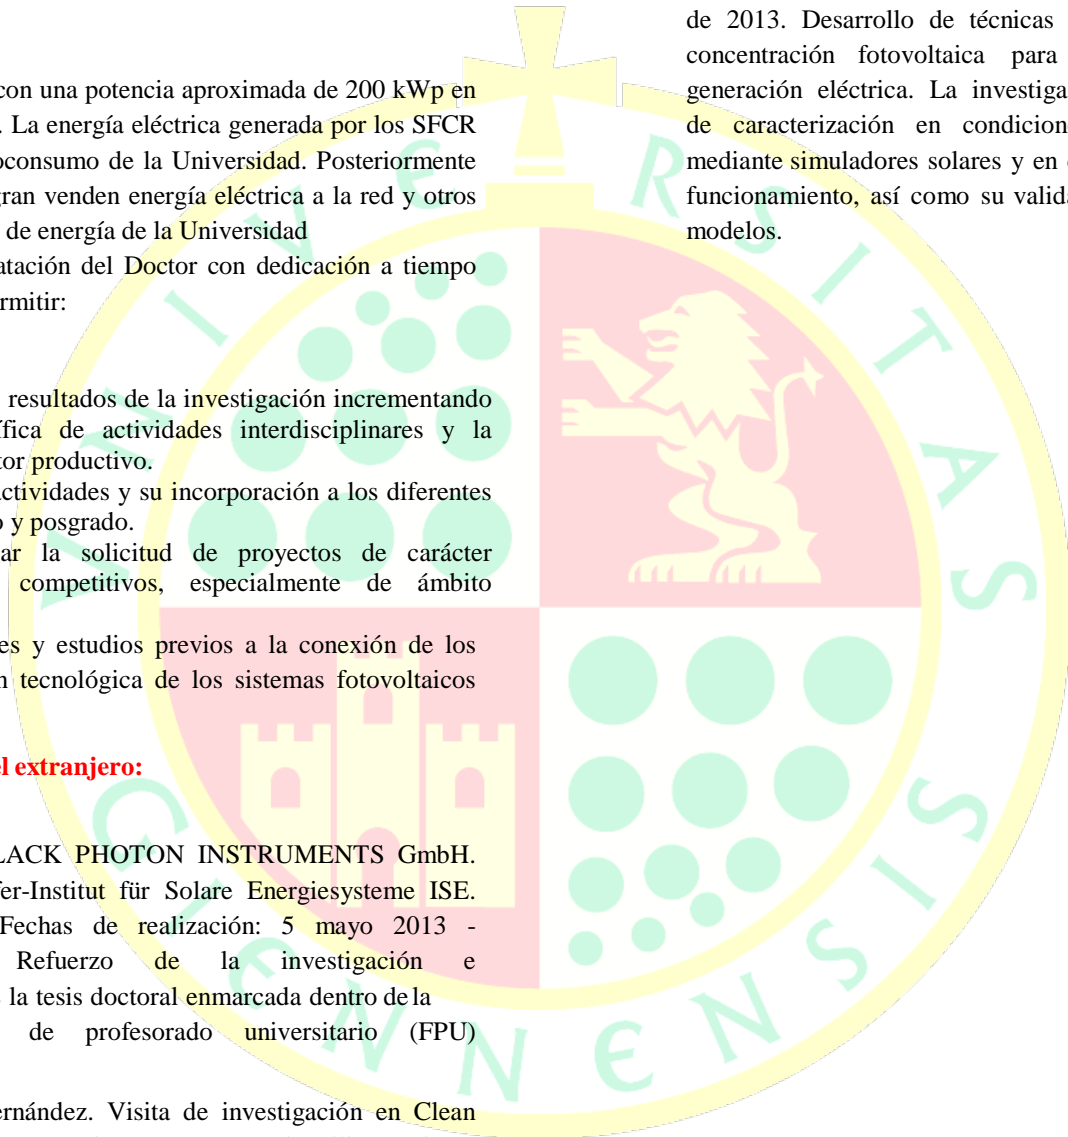 con una potencia aproximada de 200 kWp en
. La energía eléctrica generada por los SFCR
oconsumo de la Universidad. Posteriormente
gran venden energía eléctrica a la red y otros
de energía de la Universidad
atación del Doctor con dedicación a tiempo
ermitir:
resultados de la investigación incrementando
ífica de actividades interdisciplinares y la
tor productivo.
actividades y su incorporación a los diferentes
o y posgrado.
ar la solicitud de proyectos de carácter
competitivos, especialmente de ámbito
es y estudios previos a la conexión de los
n tecnológica de los sistemas fotovoltaicos
el extranjero:
LACK PHOTON INSTRUMENTS GmbH.
fer-Institut für Solare Energiesysteme ISE.
Fechas de realización: 5 mayo 2013 -
Refuerzo de la investigación e
la tesis doctoral enmarcada dentro de la
de profesorado universitario (FPU)
ernández. Visita de investigación en Clean
de 2013. Desarrollo de técnicas
concentración fotovoltaica para
generación eléctrica. La investiga
de caracterización en condicion
mediante simuladores solares y en
funcionamiento, así como su valida
modelos.
VNIVERSITAS
GIENNENSIS